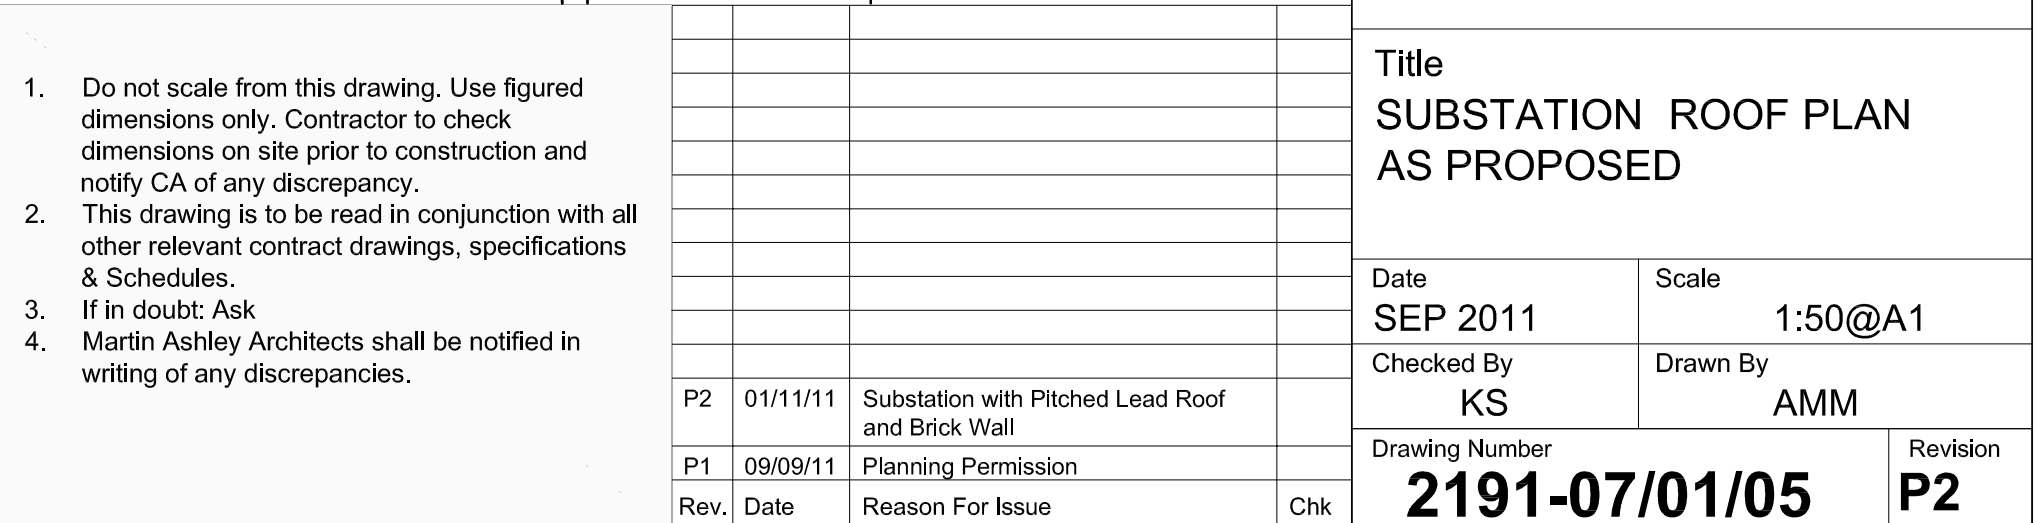 1. Do not scale from this drawing. Use figured
dimensions only. Contractor to check
dimensions on site prior to construction and
notify CA of any discrepancy.
2. This drawing is to be read in conjunction with all
other relevant contract drawings, specifications
& Schedules.
3. If in doubt: Ask
4. Martin Ashley Architects shall be notified in
writing of any discrepancies.
P2 01/11/11 Substation with Pitched Lead Roof
and Brick Wall
P1 09/09/11 Planning Permission
Rev. Date Reason For Issue Chk
Title
SUBSTATION ROOF PLAN
AS PROPOSED
Date Scale
SEP 2011 1:50@A1
Checked By Drawn By
KS AMM
Drawing Number Revision
2191-07/01/05 P2